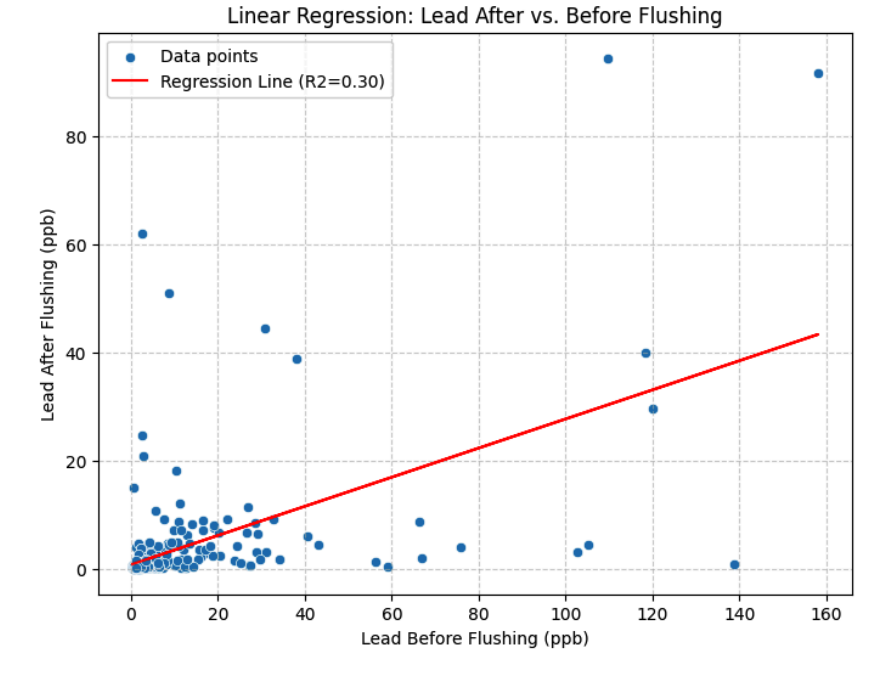 Linear Regression: Lead After vs. Before Flushing
Data points
Regression Line (R2=0.30)
Lead After Flushing (ppb)
80
60
40
20
0
0 20 40 60 80 100 120 140 160
Lead Before Flushing (ppb)